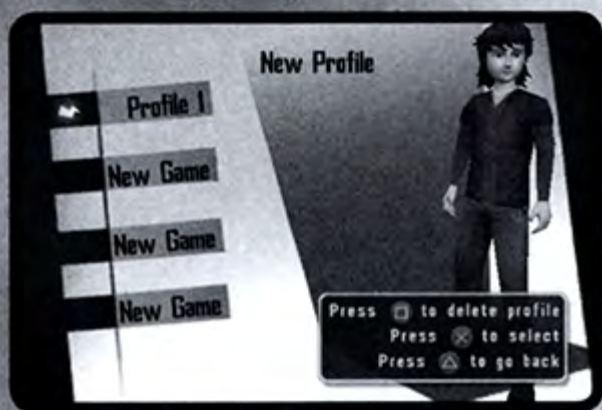 New Profile
Profile 1
New Game
New Game
New Game
Press □ to delete profile
Press ⊗ to select
Press △ to go back